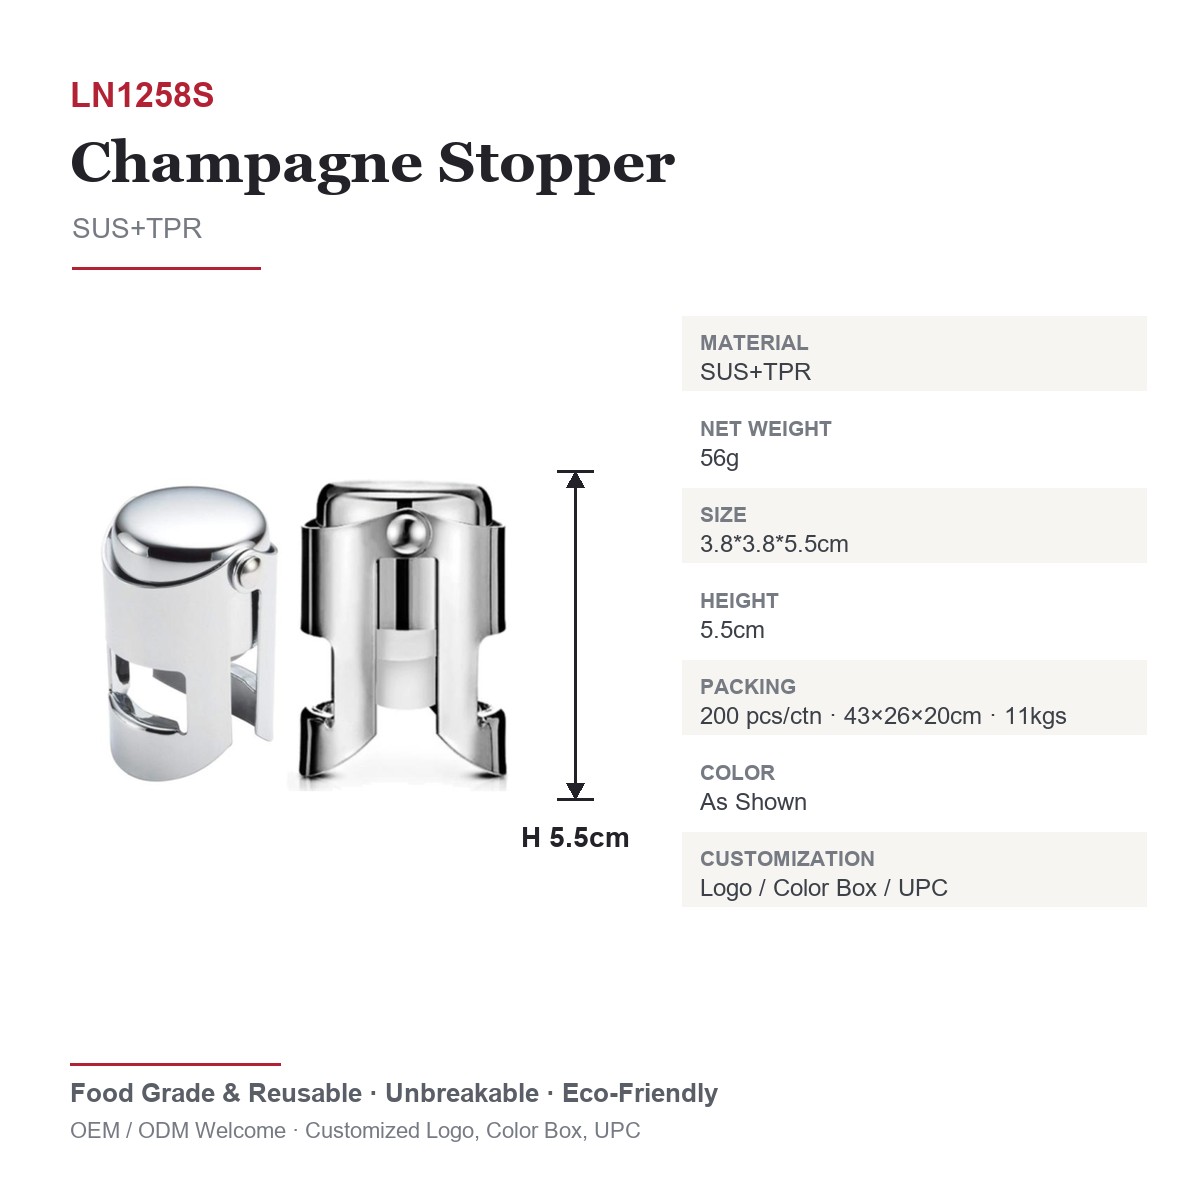 LN1258S
Champagne Stopper
SUS+TPR
MATERIAL
SUS+TPR
NET WEIGHT
56g
SIZE
3.8*3.8*5.5cm
HEIGHT
5.5cm
PACKING
200 pcs/ctn · 43×26×20cm · 11kgs
COLOR
As Shown
CUSTOMIZATION
Logo / Color Box / UPC
H 5.5cm
Food Grade & Reusable · Unbreakable · Eco-Friendly
OEM / ODM Welcome · Customized Logo, Color Box, UPC